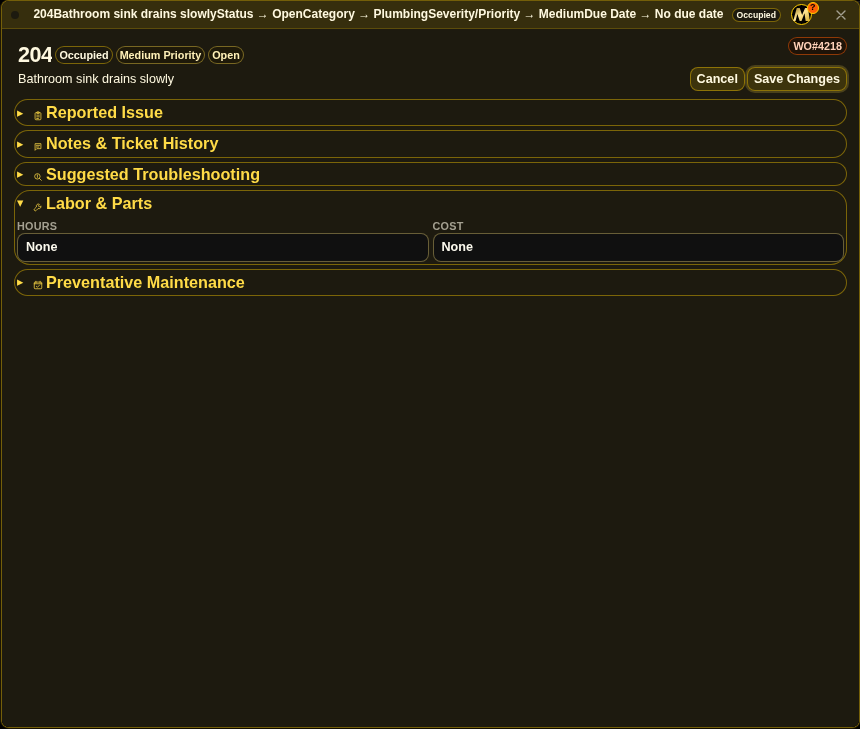 204Bathroom sink drains slowlyStatus → OpenCategory → PlumbingSeverity/Priority → MediumDue Date → No due date Occupied M ?
204 Occupied Medium Priority Open WO#4218
Bathroom sink drains slowly Cancel Save Changes
Reported Issue
Notes & Ticket History
Suggested Troubleshooting
Labor & Parts
HOURS COST
None None
Preventative Maintenance